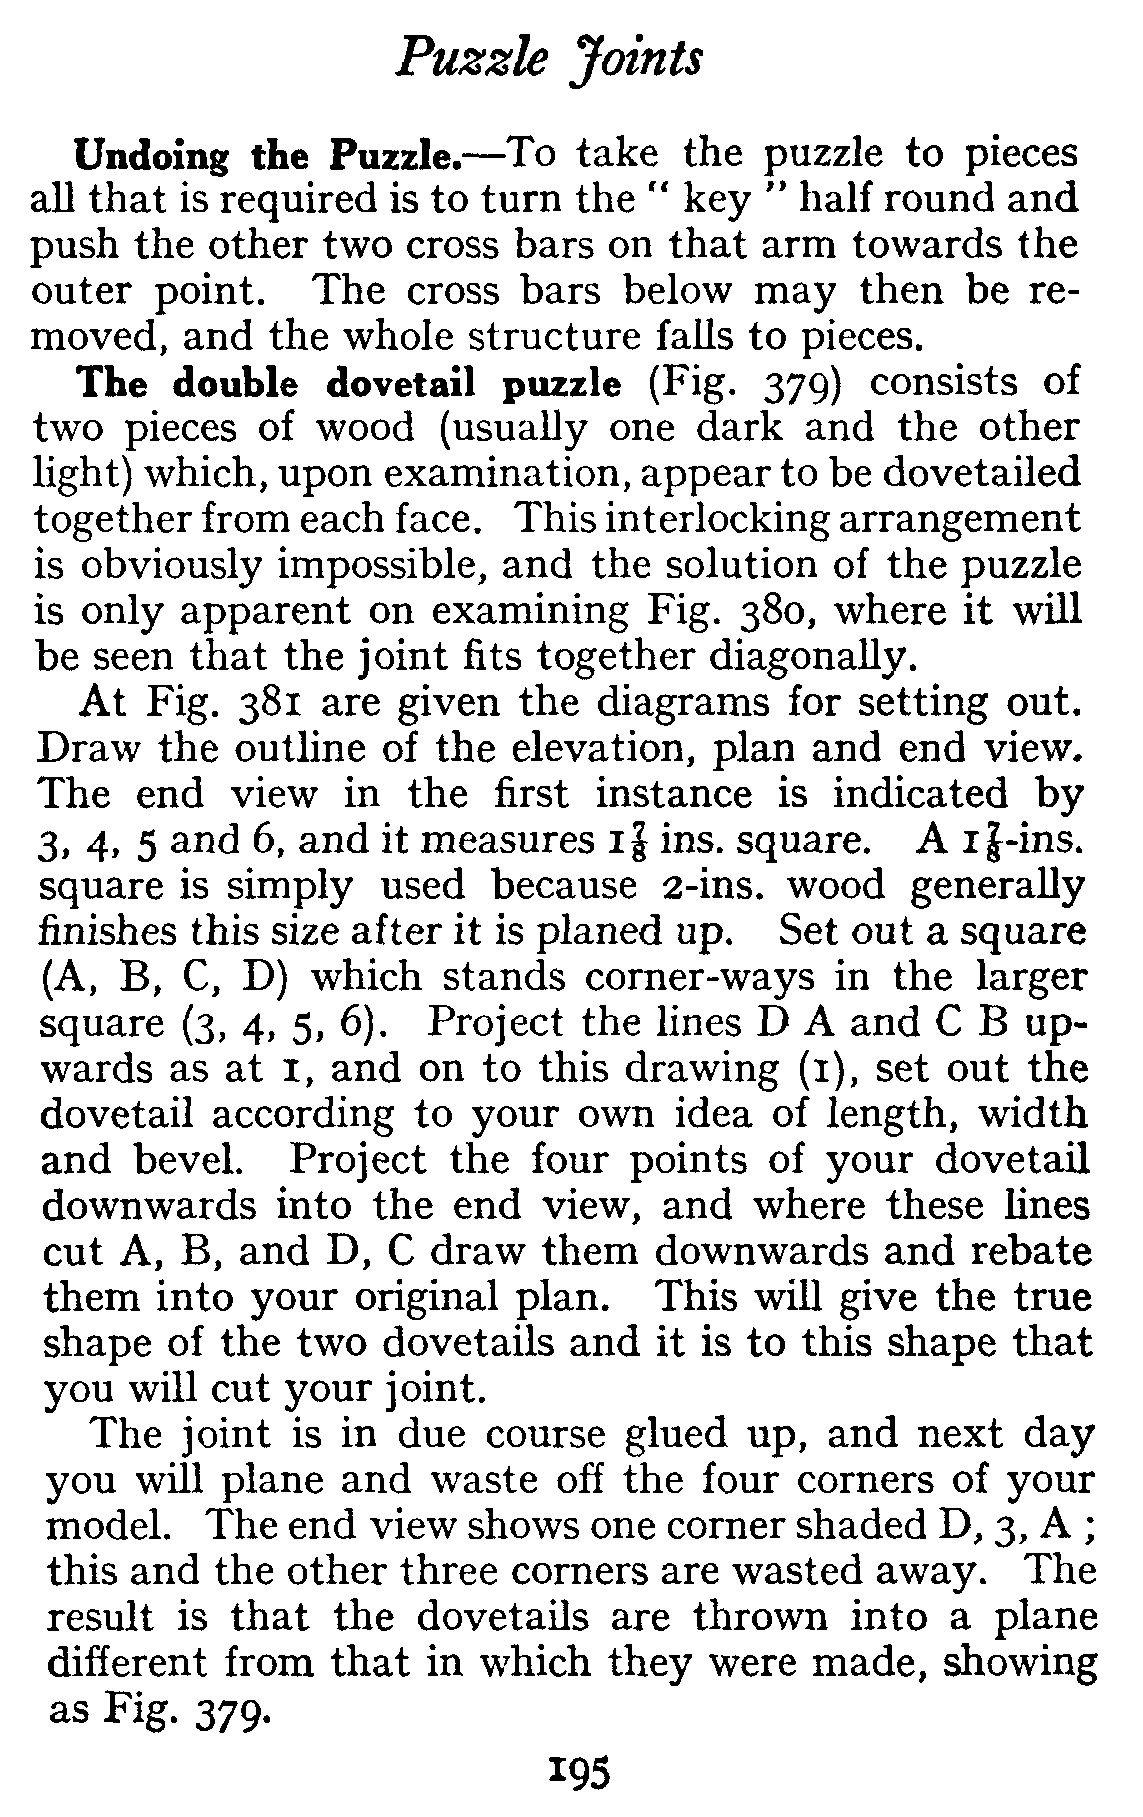 Puzzle Joints
Undoing the Puzzle.—To take the puzzle to pieces
all that is required is to turn the " key " half round and
push the other two cross bars on that arm towards the
outer point. The cross bars below may then be re-
moved, and the whole structure falls to pieces.
The double dovetail puzzle (Fig. 379) consists of
two pieces of wood (usually one dark and the other
light) which, upon examination, appear to be dovetailed
together from each face. This interlocking arrangement
is obviously impossible, and the solution of the puzzle
is only apparent on examining Fig. 380, where it will
be seen that the joint fits together diagonally.
At Fig. 381 are given the diagrams for setting out.
Draw the outline of the elevation, plan and end view.
The end view in the first instance is indicated by
3, 4, 5 and 6, and it measures 1⅞ ins. square. A 1⅞-ins.
square is simply used because 2-ins. wood generally
finishes this size after it is planed up. Set out a square
(A, B, C, D) which stands corner-ways in the larger
square (3, 4, 5, 6). Project the lines D A and C B up-
wards as at 1, and on to this drawing (1), set out the
dovetail according to your own idea of length, width
and bevel. Project the four points of your dovetail
downwards into the end view, and where these lines
cut A, B, and D, C draw them downwards and rebate
them into your original plan. This will give the true
shape of the two dovetails and it is to this shape that
you will cut your joint.
The joint is in due course glued up, and next day
you will plane and waste off the four corners of your
model. The end view shows one corner shaded D, 3, A ;
this and the other three corners are wasted away. The
result is that the dovetails are thrown into a plane
different from that in which they were made, showing
as Fig. 379.
195